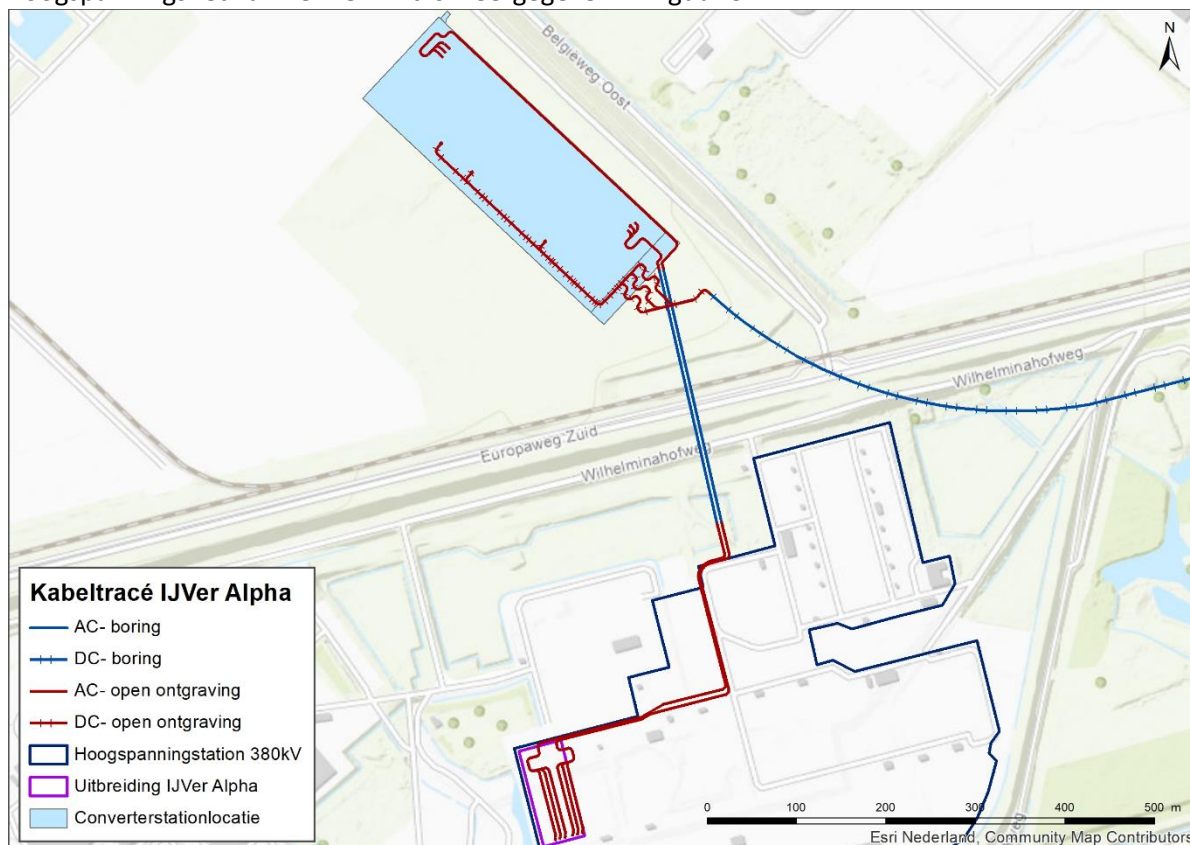 Belgieweg Oost
N
Wilhelminahofweg
Europaweg Zuid
Wilhelminahofweg
Kabeltracé IJVer Alpha
AC- boring
DC- boring
AC- open ontgraving
DC- open ontgraving
Hoogspanningstation 380kV
Uitbreiding IJVer Alpha
Converterstationlocatie
0 100 200 300 400 500 m
Esri Nederland, Community Map Contributors